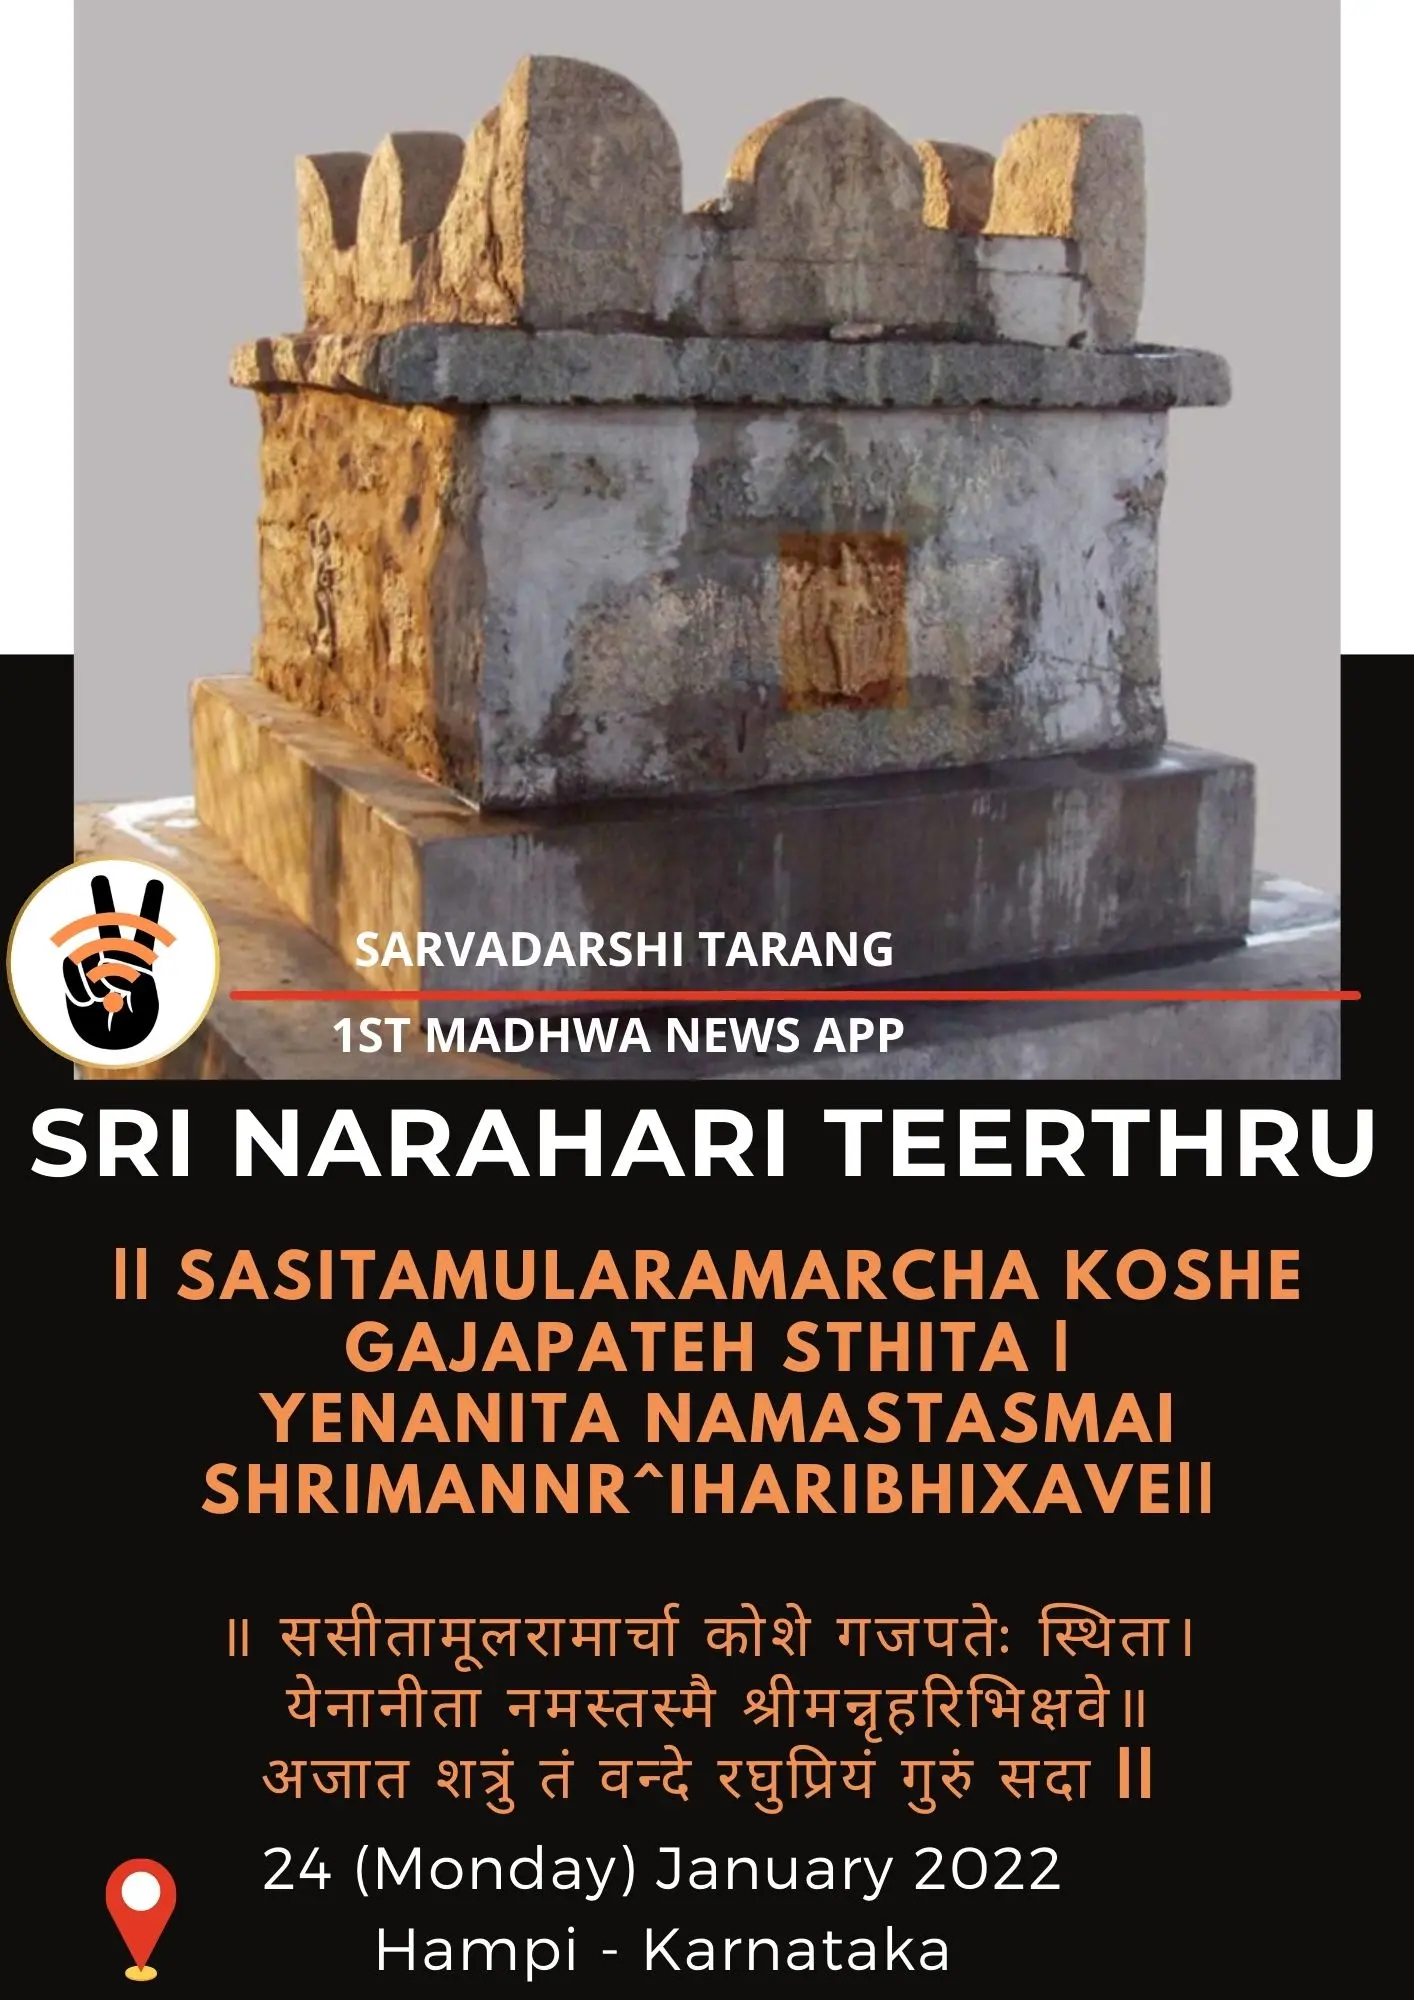 SARVADARSHI TARANG
1ST MADHWA NEWS APP
SRI NARAHARI TEERTHRU
|| SASITAMULARAMARCHA KOSHE
GAJAPATEH STHITA |
YENANITA NAMASTASMAI
SHRIMANNR^IHARIBHIXAVE||
॥ ससीतामूलरामार्चा कोशे गजपतेः स्थिता।
येनानीता नमस्तस्मै श्रीमन्नृहरिभिक्षवे॥
अजात शत्रुं तं वन्दे रघुप्रियं गुरुं सदा ||
24 (Monday) January 2022
Hampi - Karnataka